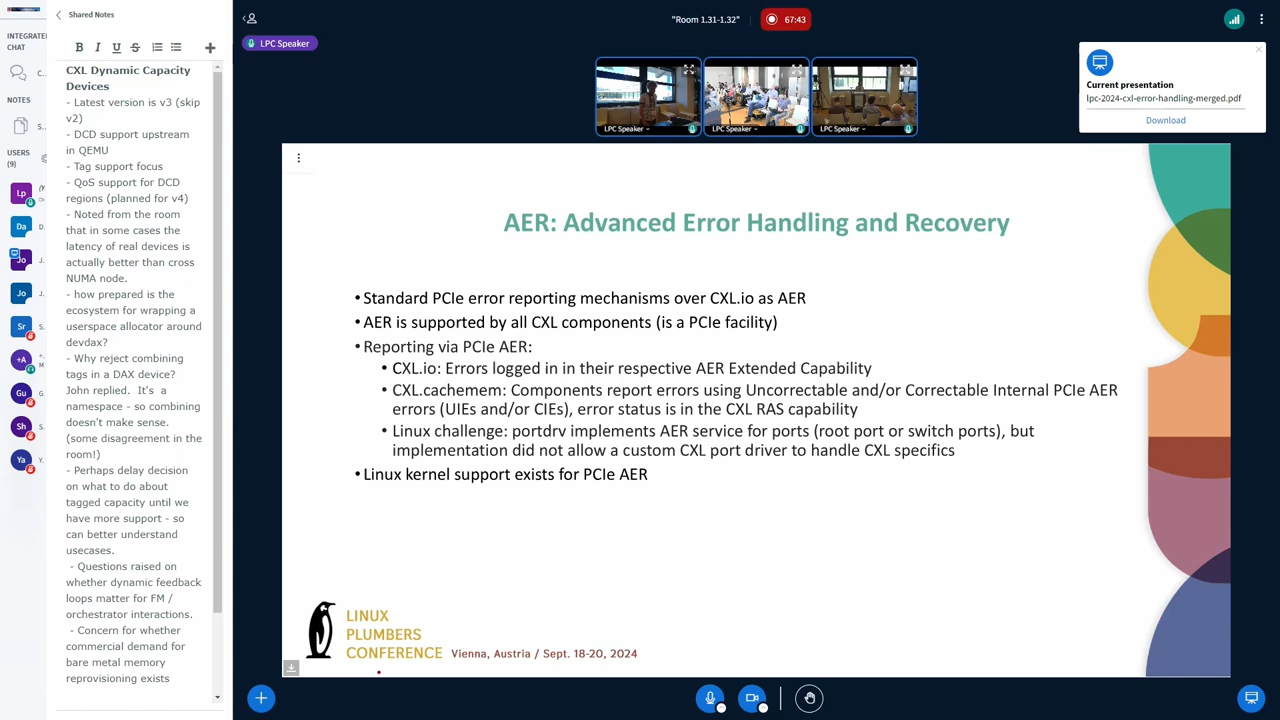 Shared Notes
INTEGRATE
CHAT
C...
NOTES
S...
USERS
(9)
Lp
Da
D.
Jo
J.
Jo
J.
Sr
S.
+A
M
Gu
G.
Sh
S.
Ya
Y.
B I U S
CXL Dynamic Capacity
Devices
- Latest version is v3 (skip
v2)
- DCD support upstream
in QEMU
- Tag support focus
- QoS support for DCD
regions (planned for v4)
- Noted from the room
that in some cases the
latency of real devices is
actually better than cross
NUMA node.
- how prepared is the
ecosystem for wrapping a
userspace allocator around
devdax?
- Why reject combining
tags in a DAX device?
John replied.  It's  a
namespace - so combining
doesn't make sense.
(some disagreement in the
room!)
- Perhaps delay decision
on what to do about
tagged capacity until we
have more support - so
can better understand
usecases.
- Questions raised on
whether dynamic feedback
loops matter for FM /
orchestrator interactions.
- Concern for whether
commercial demand for
bare metal memory
reprovisioning exists
"Room 1.31-1.32"
67:43
LPC Speaker
LPC Speaker
LPC Speaker
LPC Speaker
Current presentation
lpc-2024-cxl-error-handling-merged.pdf
Download
AER: Advanced Error Handling and Recovery
• Standard PCIe error reporting mechanisms over CXL.io as AER
• AER is supported by all CXL components (is a PCIe facility)
• Reporting via PCIe AER:
• CXL.io: Errors logged in in their respective AER Extended Capability
• CXL.cachemem: Components report errors using Uncorrectable and/or Correctable Internal PCIe AER
errors (UIEs and/or CIEs), error status is in the CXL RAS capability
• Linux challenge: portdrv implements AER service for ports (root port or switch ports), but
implementation did not allow a custom CXL port driver to handle CXL specifics
• Linux kernel support exists for PCIe AER
LINUX
PLUMBERS
CONFERENCE
Vienna, Austria / Sept. 18-20, 2024